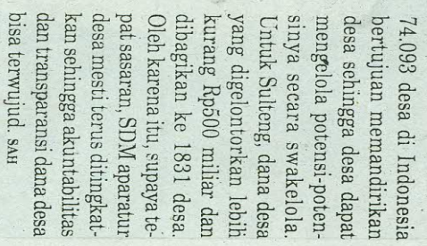 74.093 desa di Indonesia
bertujuan memandirikan
desa sehingga desa dapat
mengelola potensi-poten-
sinya secara swakelola.
Untuk Sulteng, dana desa
yang digelontorkan lebih
kurang Rp500 miliar dan
dibagikan ke 1831 desa.
Oleh karena itu, supaya te-
pat sasaran, SDM aparatur
desa mesti terus ditingkat-
kan sehingga akuntabilitas
dan transparansi dana desa
bisa terwujud. SAH